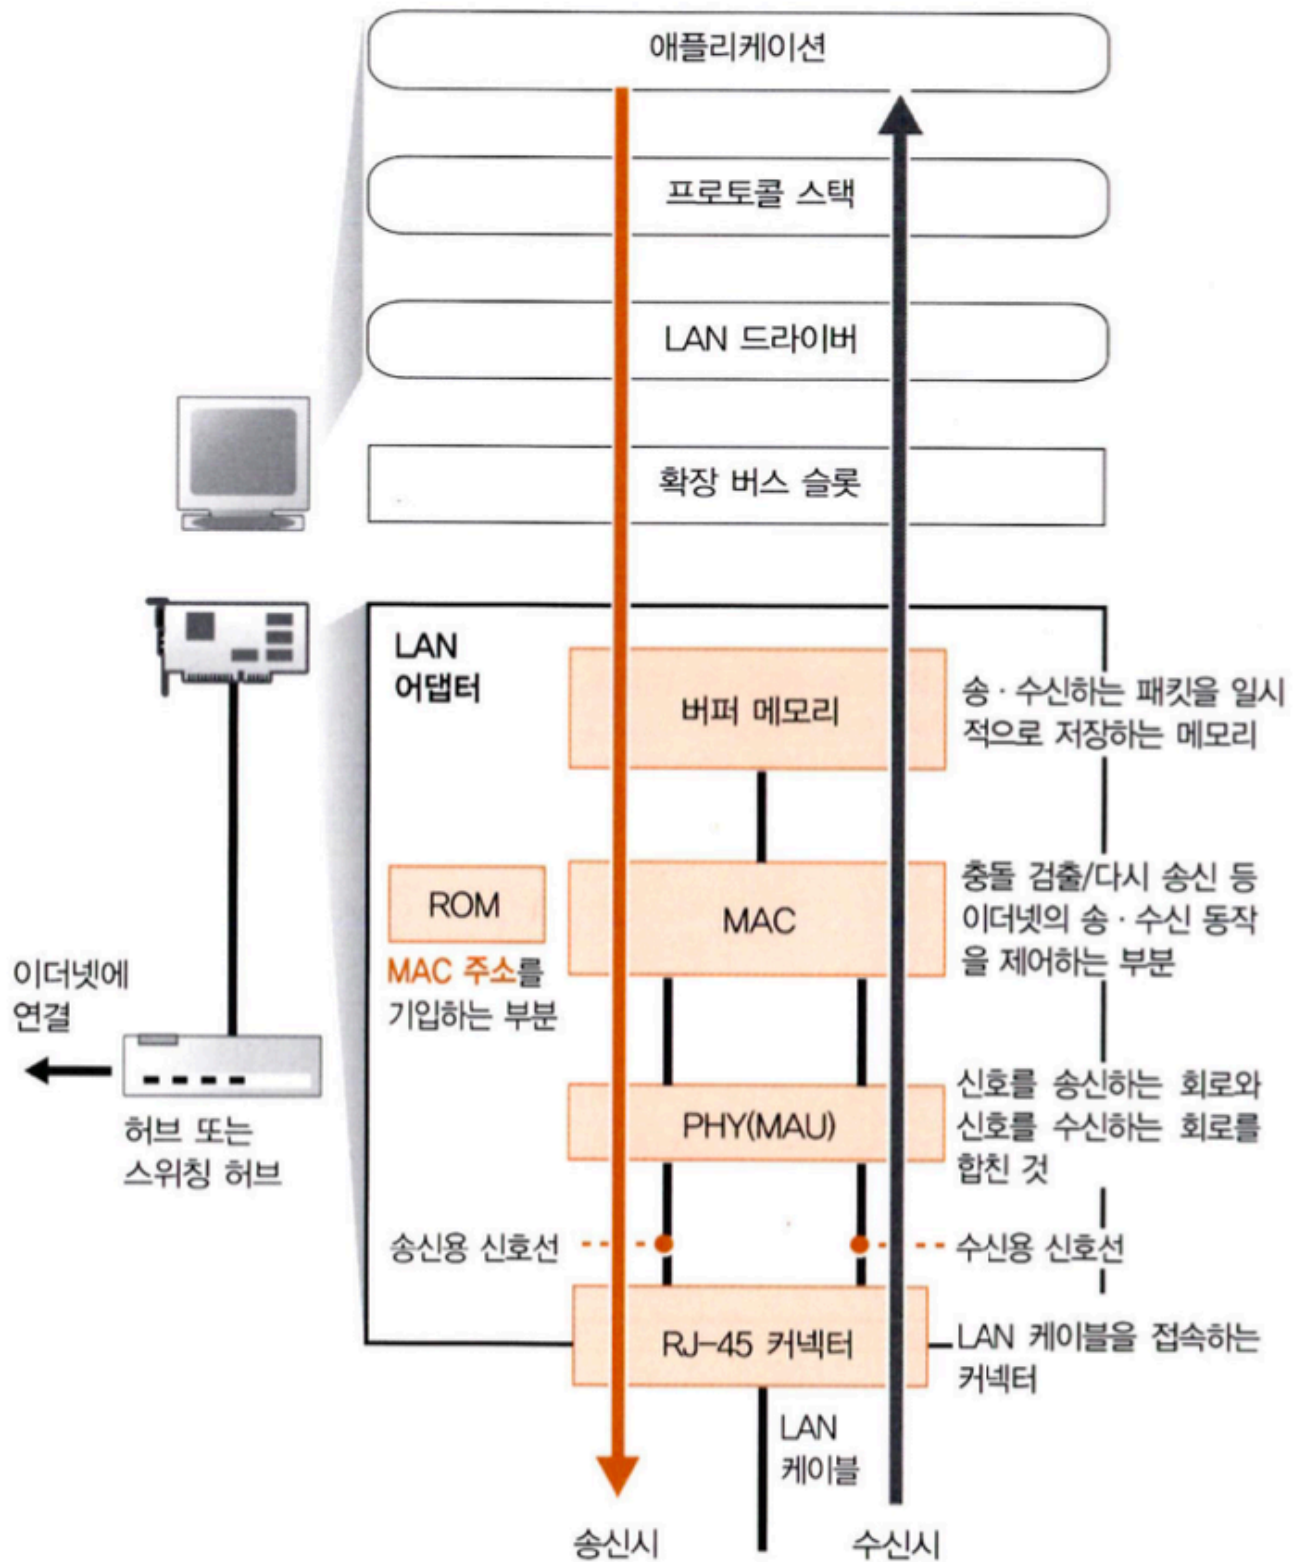 애플리케이션
프로토콜 스택
LAN 드라이버
확장 버스 슬롯
LAN
어댑터
버퍼 메모리
송 · 수신하는 패킷을 일시
적으로 저장하는 메모리
ROM
MAC 주소를
기입하는 부분
MAC
충돌 검출/다시 송신 등
이더넷의 송 · 수신 동작
을 제어하는 부분
이더넷에
연결
허브 또는
스위칭 허브
PHY(MAU)
신호를 송신하는 회로와
신호를 수신하는 회로를
합친 것
송신용 신호선
수신용 신호선
RJ-45 커넥터
LAN 케이블을 접속하는
커넥터
LAN
케이블
송신시
수신시